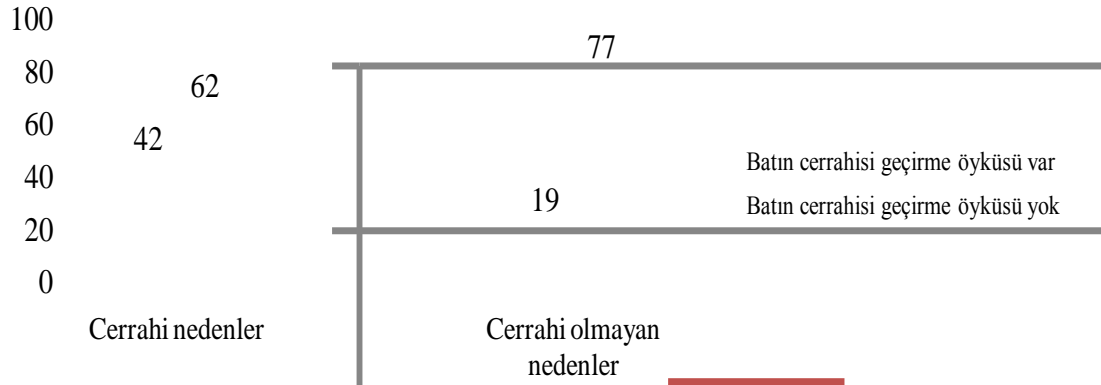 100
77
80
62
60
42
Batın cerrahisi geçirme öyküsü var
40
19
Batın cerrahisi geçirme öyküsü yok
20
0
Cerrahi nedenler
Cerrahi olmayan
nedenler